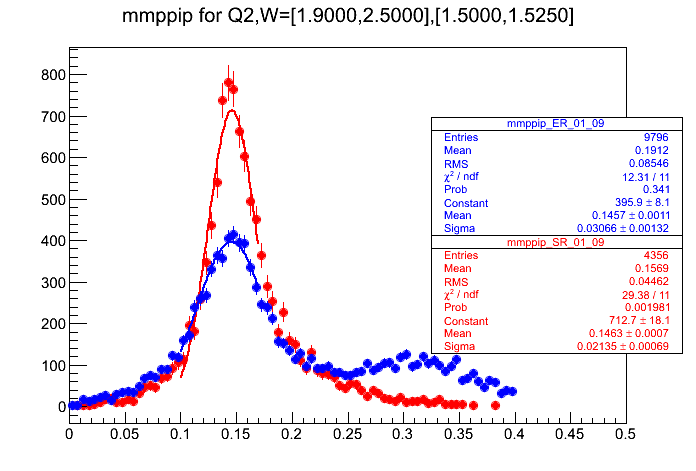 mmppip for Q2,W=[1.9000,2.5000],[1.5000,1.5250]
800
700
600
500
400
300
200
100
0
0 0.05 0.1 0.15 0.2 0.25 0.3 0.35 0.4 0.45 0.5
mmppip_ER_01_09
Entries 9796
Mean 0.1912
RMS 0.08546
χ² / ndf 12.31 / 11
Prob 0.341
Constant 395.9 ± 8.1
Mean 0.1457 ± 0.0011
Sigma 0.03066 ± 0.00132
mmppip_SR_01_09
Entries 4356
Mean 0.1569
RMS 0.04462
χ² / ndf 29.38 / 11
Prob 0.001981
Constant 712.7 ± 18.1
Mean 0.1463 ± 0.0007
Sigma 0.02135 ± 0.00069